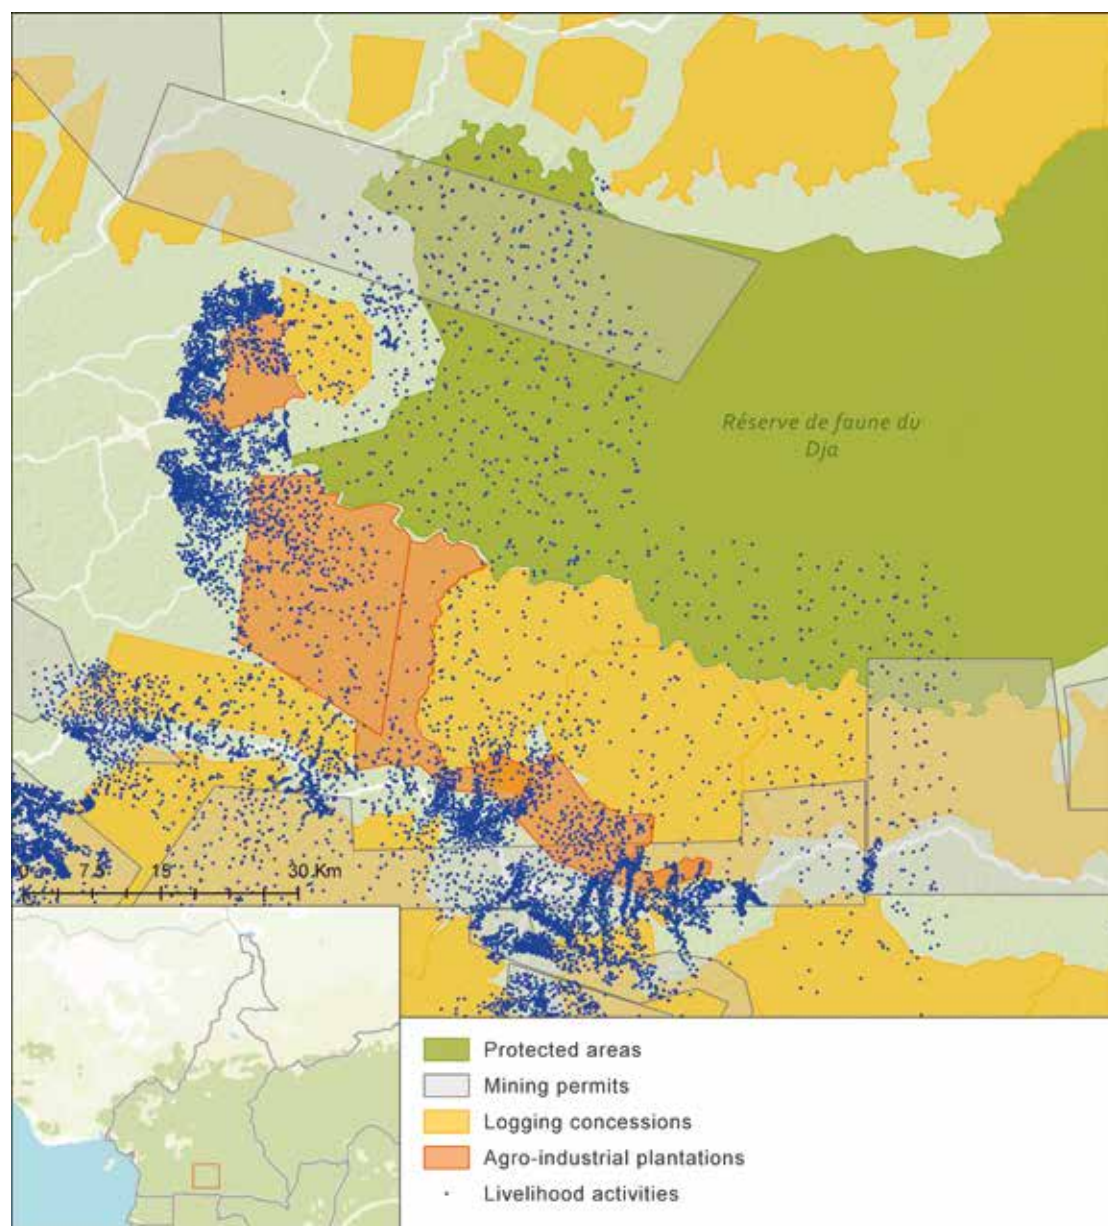 Réserve de faune du
Dja
0 7.5 15 30 Km
Protected areas
Mining permits
Logging concessions
Agro-industrial plantations
Livelihood activities